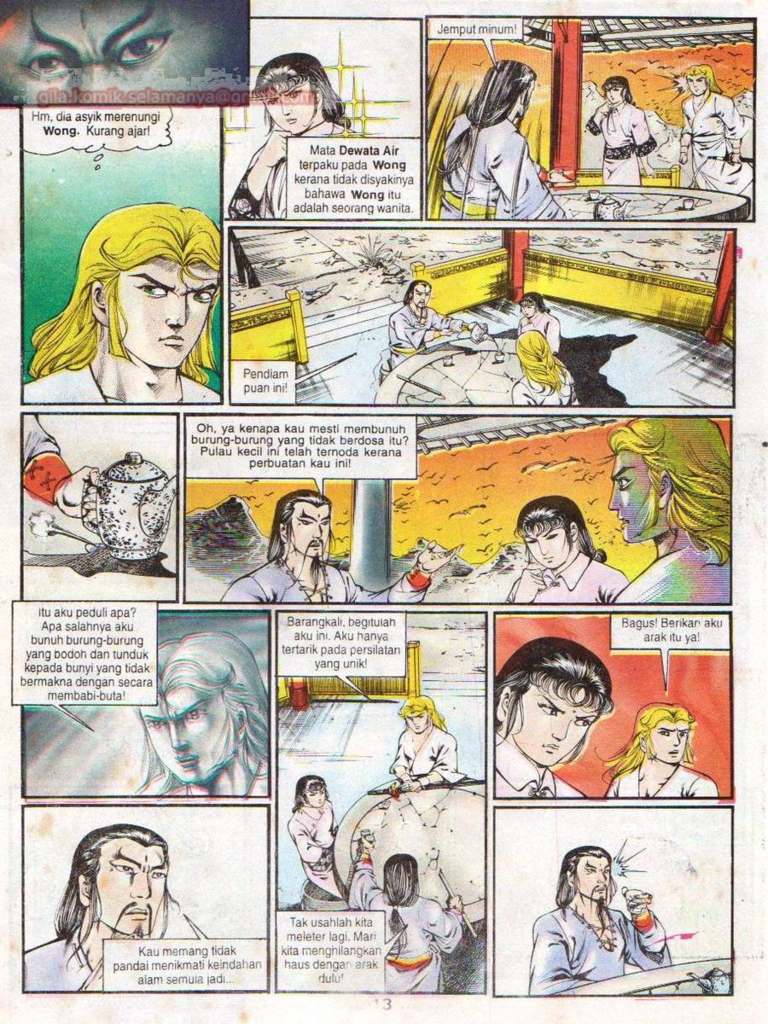 gila-komik.selamanya@
Hm, dia asyik merenungi
Wong. Kurang ajar!
Mata Dewata Air
terpaku pada Wong
kerana tidak disyakinya
bahawa Wong itu
adalah seorang wanita.
Jemput minum!
Pendiam
puan ini!
Oh, ya kenapa kau mesti membunuh
burung-burung yang tidak berdosa itu?
Pulau kecil ini telah ternoda kerana
perbuatan kau ini!
Itu aku peduli apa?
Apa salahnya aku
bunuh burung-burung
yang bodoh dan tunduk
kepada bunyi yang tidak
bermakna dengan secara
membabi-buta!
Barangkali, begitulah
aku ini. Aku hanya
tertarik pada persilatan
yang unik!
Bagus! Berikan aku
arak itu ya!
Kau memang tidak
pandai menikmati keindahan
alam semula jadi...
Tak usahlah kita
meleter lagi. Mari
kita menghilangkan
haus dengan arak
dulu!
13